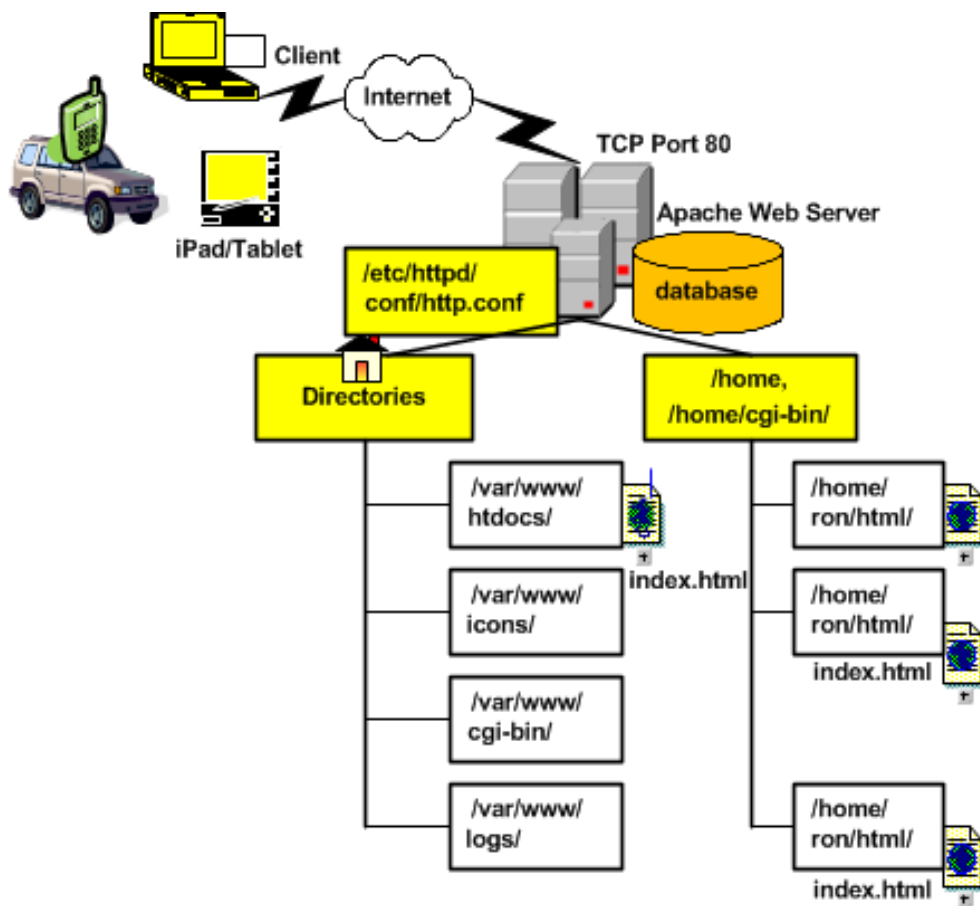 Client
Internet
TCP Port 80
Apache Web Server
iPad/Tablet
/etc/httpd/
conf/http.conf
database
Directories
/home,
/home/cgi-bin/
/var/www/
htdocs/
index.html
/var/www/
icons/
/var/www/
cgi-bin/
/var/www/
logs/
/home/
ron/html/
/home/
ron/html/
index.html
/home/
ron/html/
index.html